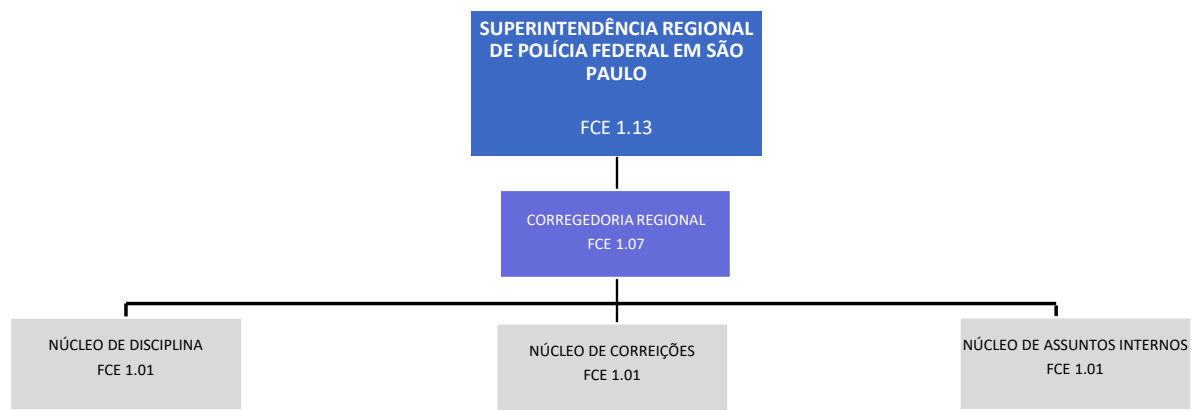 SUPERINTENDÊNCIA REGIONAL
DE POLÍCIA FEDERAL EM SÃO
PAULO
FCE 1.13
CORREGEDORIA REGIONAL
FCE 1.07
NÚCLEO DE DISCIPLINA
FCE 1.01
NÚCLEO DE CORREIÇÕES
FCE 1.01
NÚCLEO DE ASSUNTOS INTERNOS
FCE 1.01